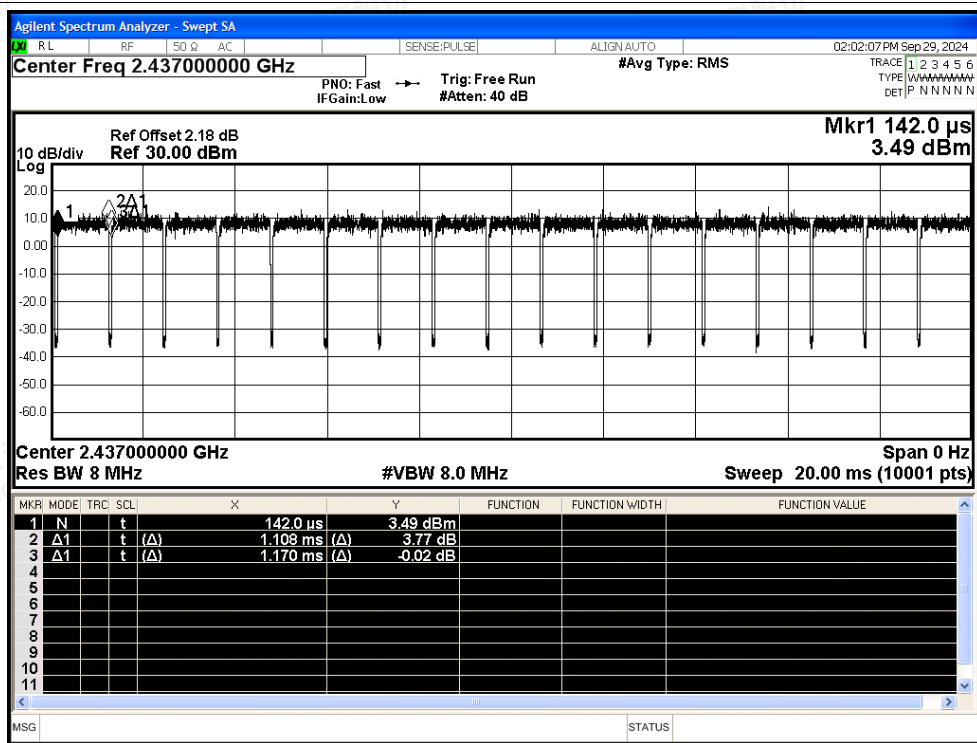 Agilent Spectrum Analyzer - Swept SA
LXI RL RF 50 Ω AC SENSE:PULSE ALIGN AUTO 02:02:07 PM Sep 29, 2024
Center Freq 2.437000000 GHz #Avg Type: RMS TRACE 1 2 3 4 5 6
PNO: Fast Trig: Free Run TYPE W
IFGain:Low #Atten: 40 dB DET P N N N N N
Mkr1 142.0 µs
Ref Offset 2.18 dB
10 dB/div Ref 30.00 dBm 3.49 dBm
Log
20.0
1 2Δ1
10.0 3Δ1
0.00
-10.0
-20.0
-30.0
-40.0
-50.0
-60.0
Center 2.437000000 GHz Span 0 Hz
Res BW 8 MHz #VBW 8.0 MHz Sweep 20.00 ms (10001 pts)
MKR MODE TRC SCL X Y FUNCTION FUNCTION WIDTH FUNCTION VALUE
1 N t 142.0 µs 3.49 dBm
2 Δ1 t (Δ) 1.108 ms (Δ) 3.77 dB
3 Δ1 t (Δ) 1.170 ms (Δ) -0.02 dB
4
5
6
7
8
9
10
11
MSG STATUS